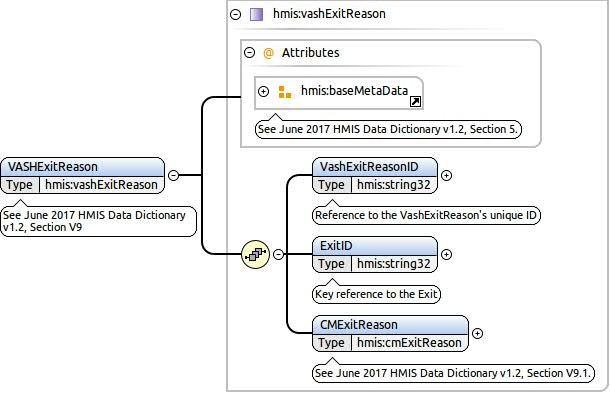 hmis:vashExitReason
@ Attributes
hmis:baseMetaData
See June 2017 HMIS Data Dictionary v1.2, Section 5.
VASHExitReason
Type hmis:vashExitReason
See June 2017 HMIS Data Dictionary
v1.2, Section V9
VashExitReasonID
Type hmis:string32
Reference to the VashExitReason's unique ID
ExitID
Type hmis:string32
Key reference to the Exit
CMExitReason
Type hmis:cmExitReason
See June 2017 HMIS Data Dictionary v1.2, Section V9.1.